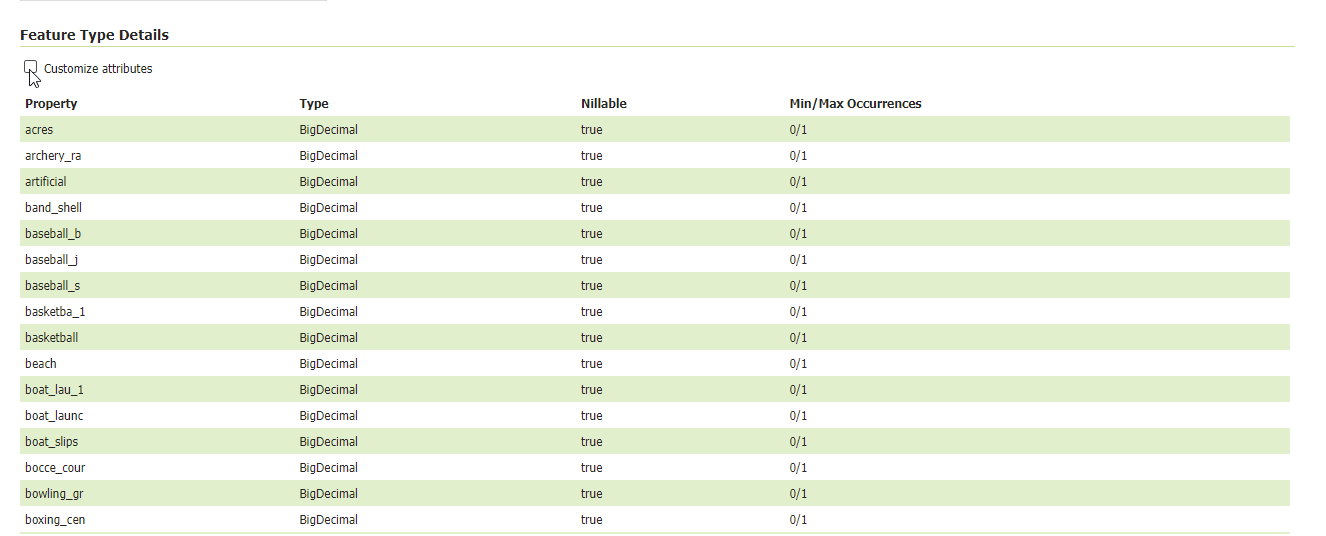 Feature Type Details
Customize attributes
Property Type Nillable Min/Max Occurrences
acres BigDecimal true 0/1
archery_ra BigDecimal true 0/1
artificial BigDecimal true 0/1
band_shell BigDecimal true 0/1
baseball_b BigDecimal true 0/1
baseball_j BigDecimal true 0/1
baseball_s BigDecimal true 0/1
basketba_1 BigDecimal true 0/1
basketball BigDecimal true 0/1
beach BigDecimal true 0/1
boat_lau_1 BigDecimal true 0/1
boat_launc BigDecimal true 0/1
boat_slips BigDecimal true 0/1
bocce_cour BigDecimal true 0/1
bowling_gr BigDecimal true 0/1
boxing_cen BigDecimal true 0/1